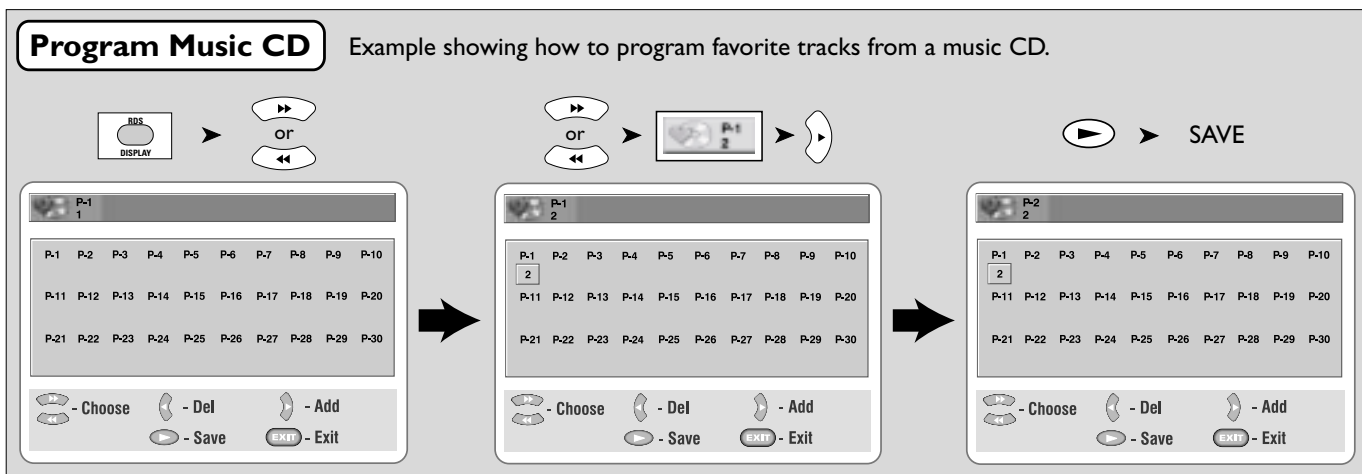 Program Music CD
Example showing how to program favorite tracks from a music CD.
RDS
DISPLAY
or
or
P-1
2
SAVE
P-1
1
P-1 P-2 P-3 P-4 P-5 P-6 P-7 P-8 P-9 P-10
P-11 P-12 P-13 P-14 P-15 P-16 P-17 P-18 P-19 P-20
P-21 P-22 P-23 P-24 P-25 P-26 P-27 P-28 P-29 P-30
- Choose - Del - Add
- Save EXIT - Exit
P-1
2
P-1 P-2 P-3 P-4 P-5 P-6 P-7 P-8 P-9 P-10
2
P-11 P-12 P-13 P-14 P-15 P-16 P-17 P-18 P-19 P-20
P-21 P-22 P-23 P-24 P-25 P-26 P-27 P-28 P-29 P-30
- Choose - Del - Add
- Save EXIT - Exit
P-2
2
P-1 P-2 P-3 P-4 P-5 P-6 P-7 P-8 P-9 P-10
2
P-11 P-12 P-13 P-14 P-15 P-16 P-17 P-18 P-19 P-20
P-21 P-22 P-23 P-24 P-25 P-26 P-27 P-28 P-29 P-30
- Choose - Del - Add
- Save EXIT - Exit